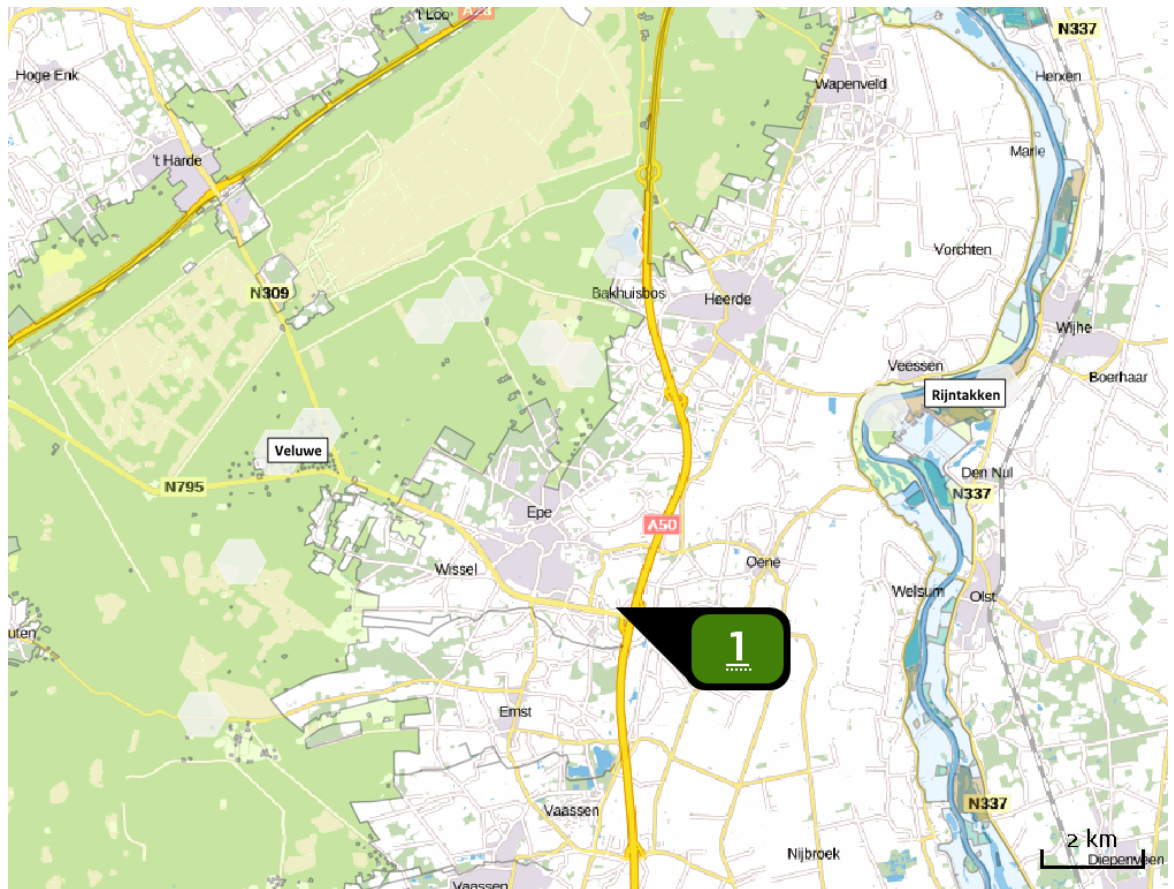 't Loo
A28
N337
Hoge Enk
Herxen
Wapenveld
't Harde
Marle
Vorchten
N309
Bakhuisbos
Heerde
Wijhe
Veessen
Boerhaar
Rijntakken
Veluwe
Den Nul
N795
N337
Epe
A50
Oene
Wissel
Welsum
Olst
uten
1
Emst
N337
Vaassen
2 km
Nijbroek
Diepenveen
Vaassen